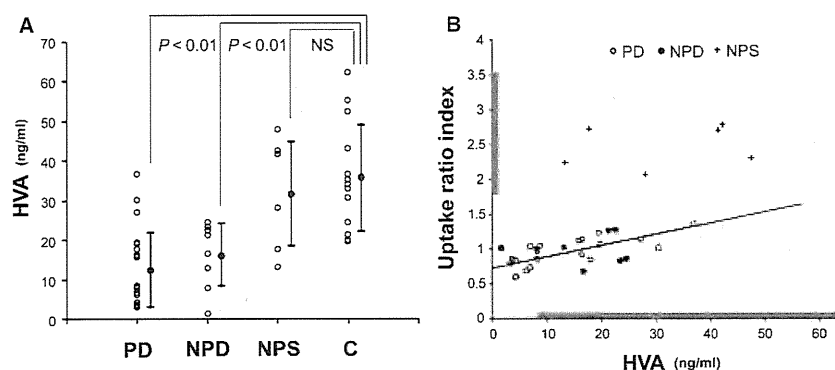 A
P < 0.01
P < 0.01
NS
HVA (ng/ml)
70
60
50
40
30
20
10
0
PD
NPD
NPS
C
B
PD
NPD
NPS
Uptake ratio index
4
3.5
3
2.5
2
1.5
1
0.5
0
0
10
20
30
40
50
60
HVA (ng/ml)